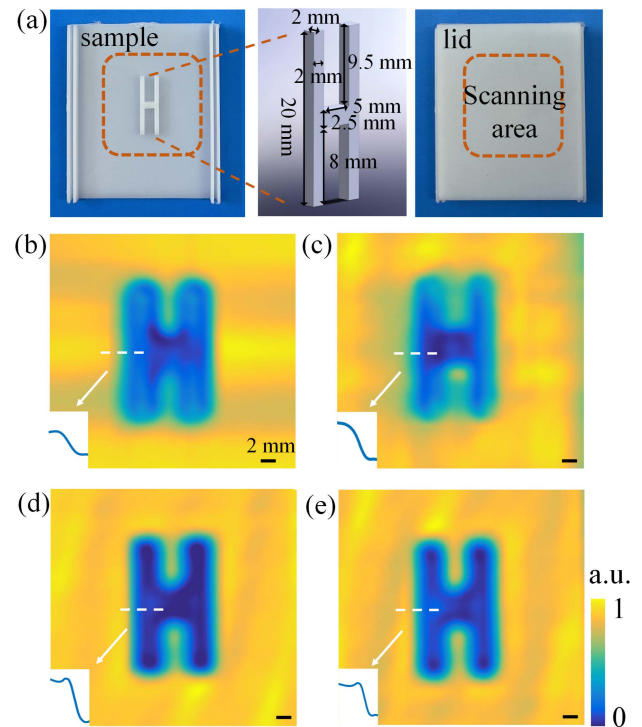 (a)
sample
2 mm
2 mm
20 mm
9.5 mm
5 mm
2.5 mm
8 mm
lid
Scanning
area
(b)
2 mm
(c)
(d)
(e)
a.u.
1
0